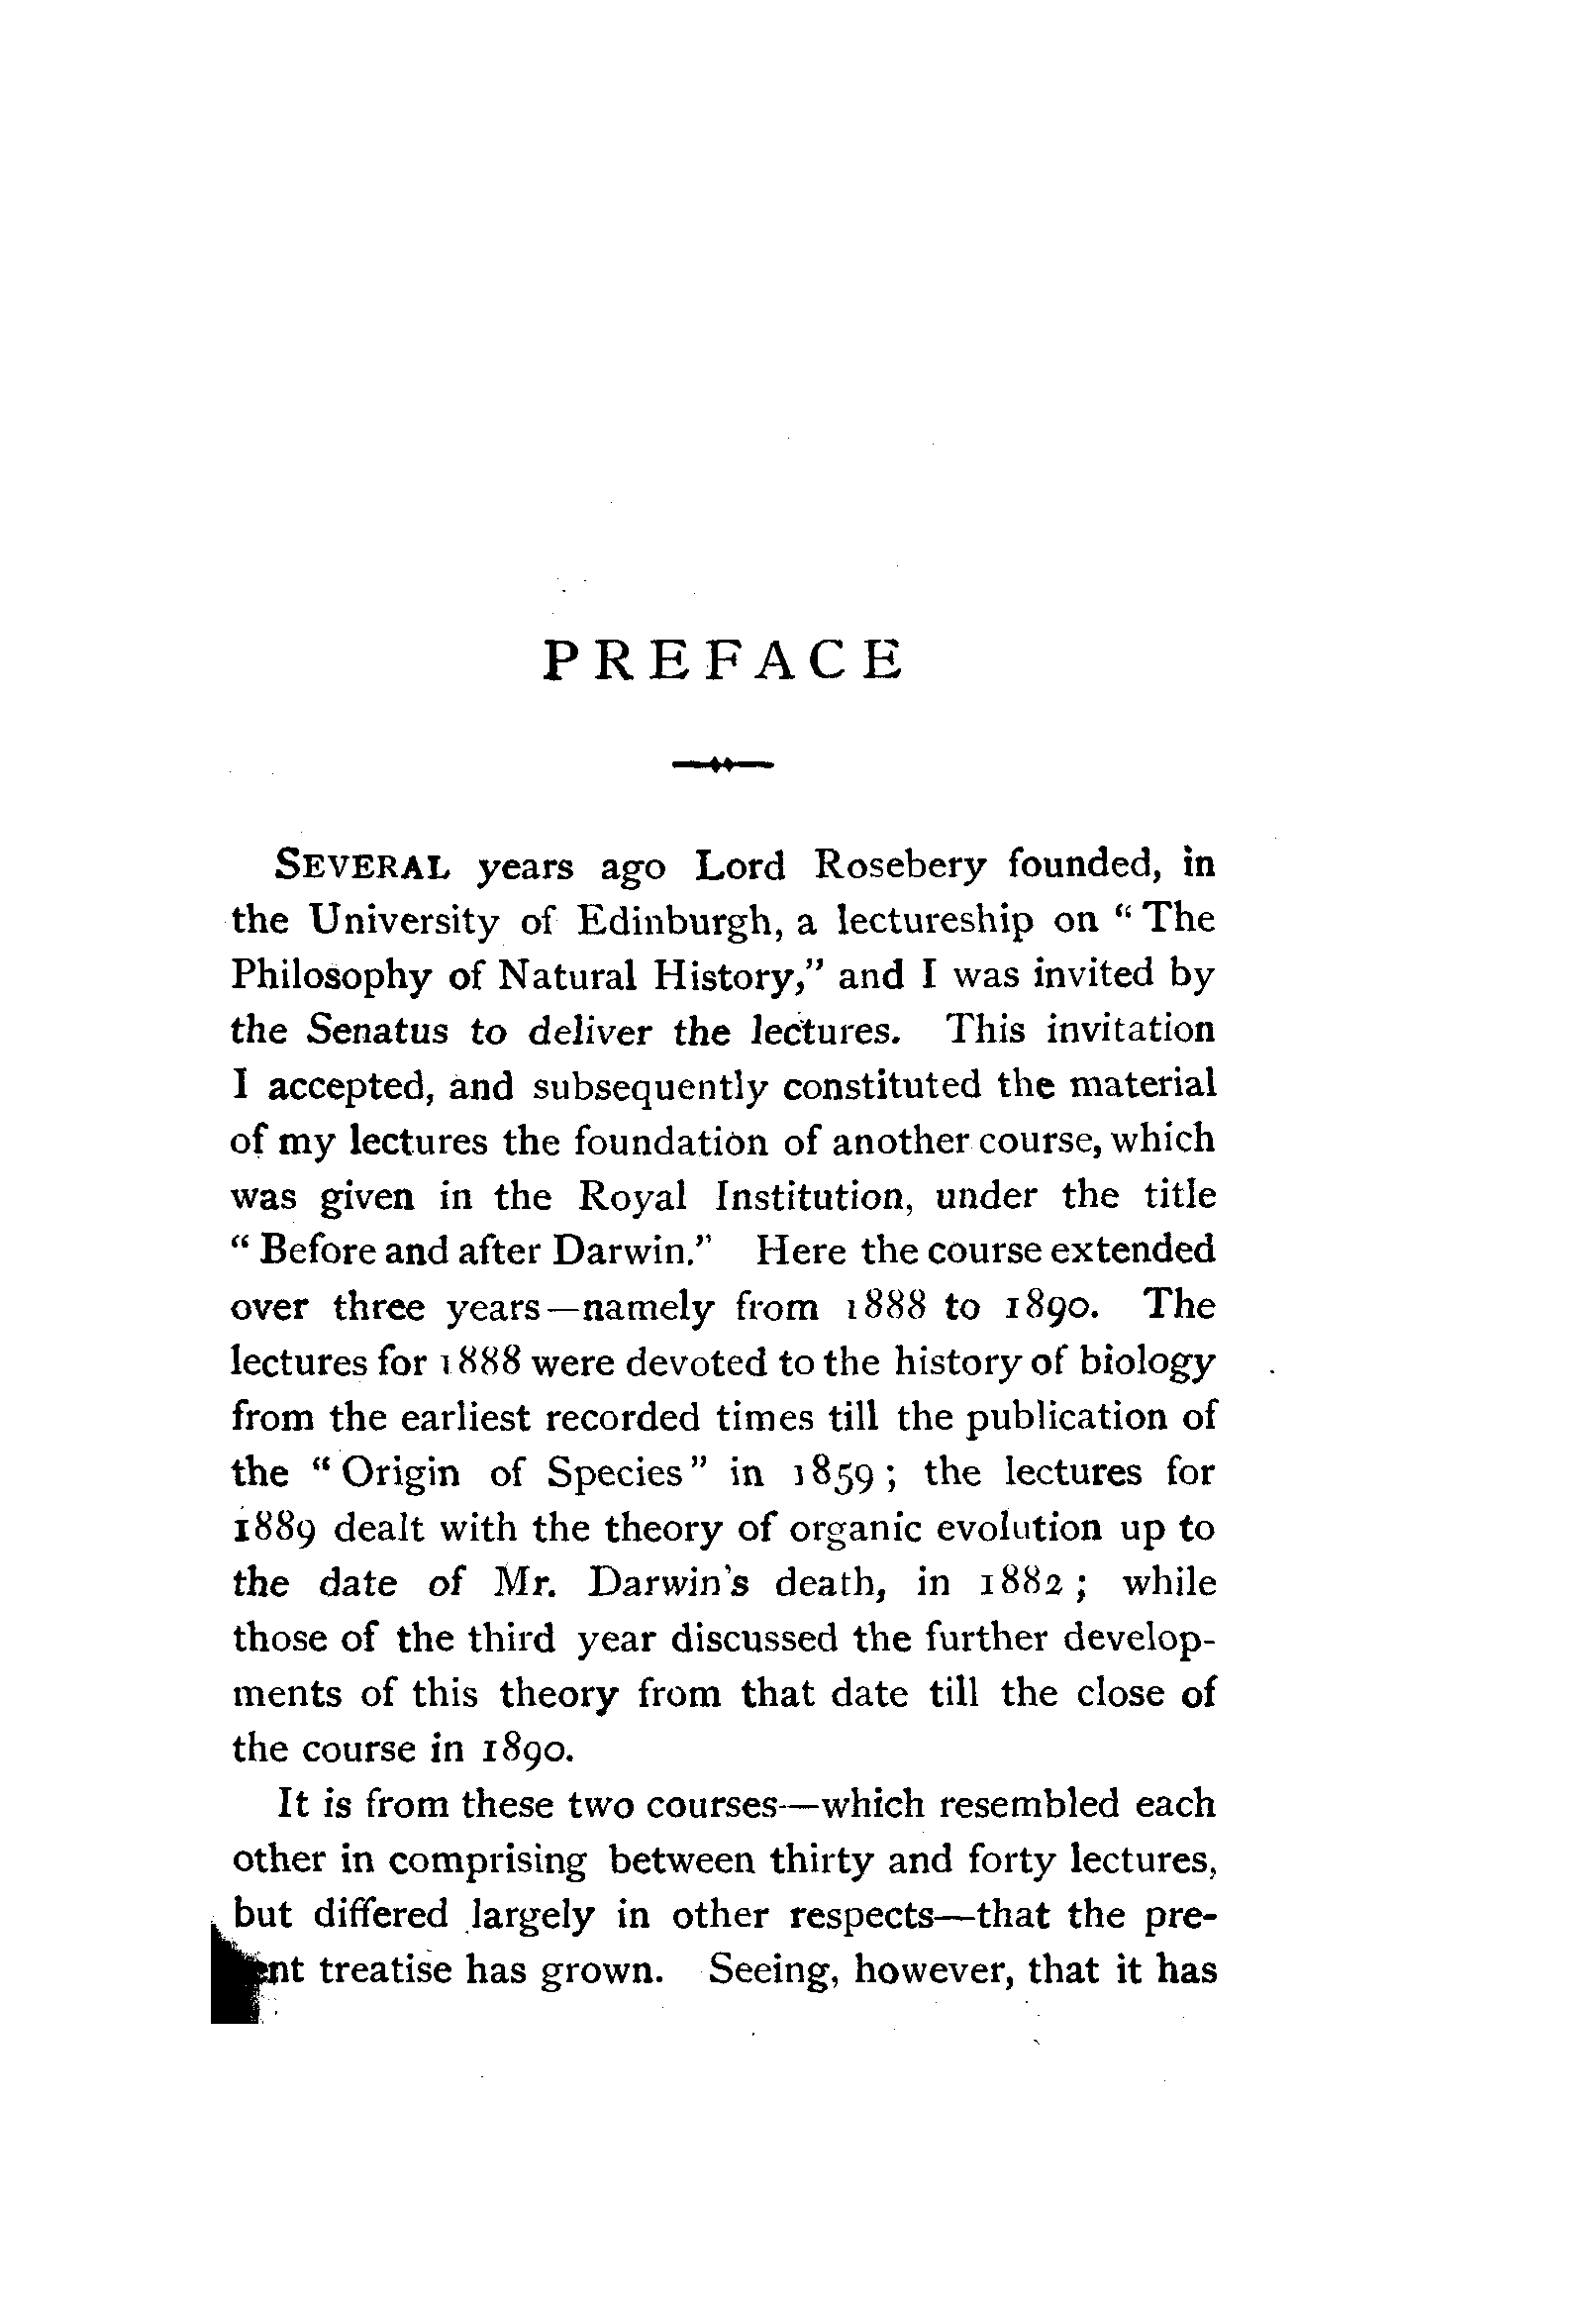 PREFACE
SEVERAL years ago Lord Rosebery founded, in
the University of Edinburgh, a lectureship on “The
Philosophy of Natural History,” and I was invited by
the Senatus to deliver the lectures. This invitation
I accepted, and subsequently constituted the material
of my lectures the foundation of another course, which
was given in the Royal Institution, under the title
“Before and after Darwin.” Here the course extended
over three years—namely from 1888 to 1890. The
lectures for 1888 were devoted to the history of biology
from the earliest recorded times till the publication of
the “Origin of Species” in 1859; the lectures for
1889 dealt with the theory of organic evolution up to
the date of Mr. Darwin's death, in 1882; while
those of the third year discussed the further develop-
ments of this theory from that date till the close of
the course in 1890.
It is from these two courses—which resembled each
other in comprising between thirty and forty lectures,
but differed largely in other respects—that the pre-
treatise has grown. Seeing, however, that it has